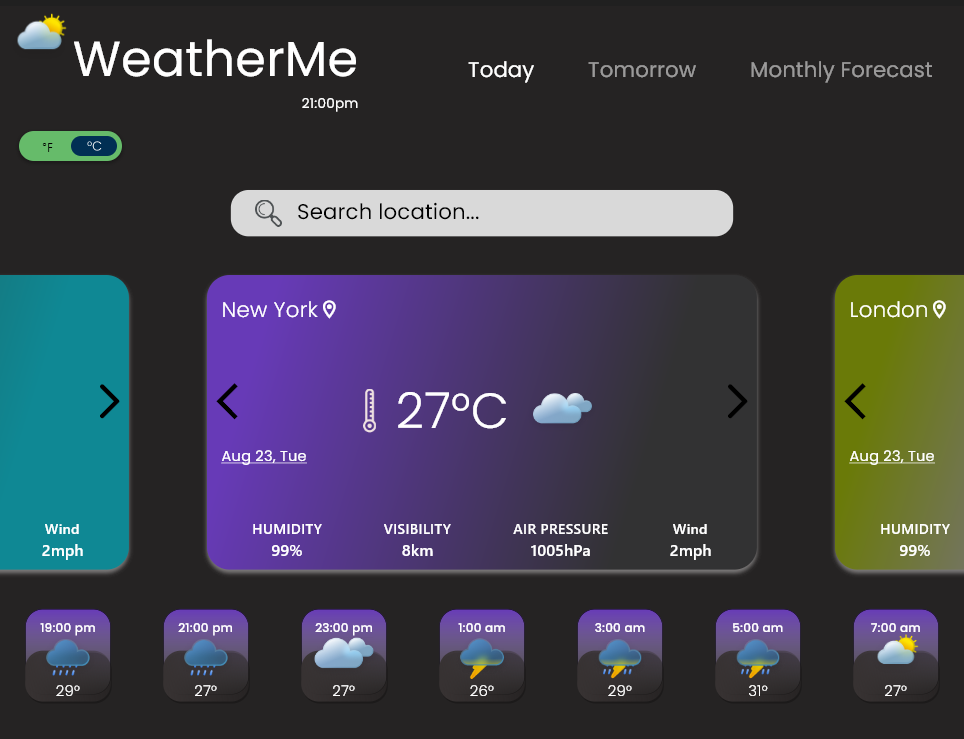 WeatherMe
21:00pm
Today Tomorrow Monthly Forecast
°F °C
Search location...
New York
London
27°C
Aug 23, Tue
Aug 23, Tue
Wind
2mph
HUMIDITY VISIBILITY AIR PRESSURE Wind
99% 8km 1005hPa 2mph
HUMIDITY
99%
19:00 pm 21:00 pm 23:00 pm 1:00 am 3:00 am 5:00 am 7:00 am
29° 27° 27° 26° 29° 31° 27°